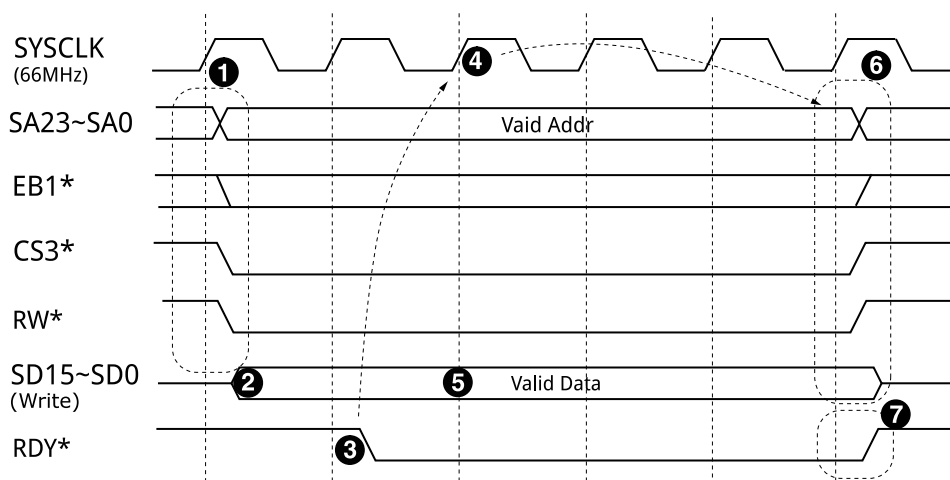 SYSCLK
(66MHz)
1
4
6
SA23~SA0
Vaid Addr
EB1*
CS3*
RW*
SD15~SD0
(Write)
2
5
Valid Data
7
RDY*
3